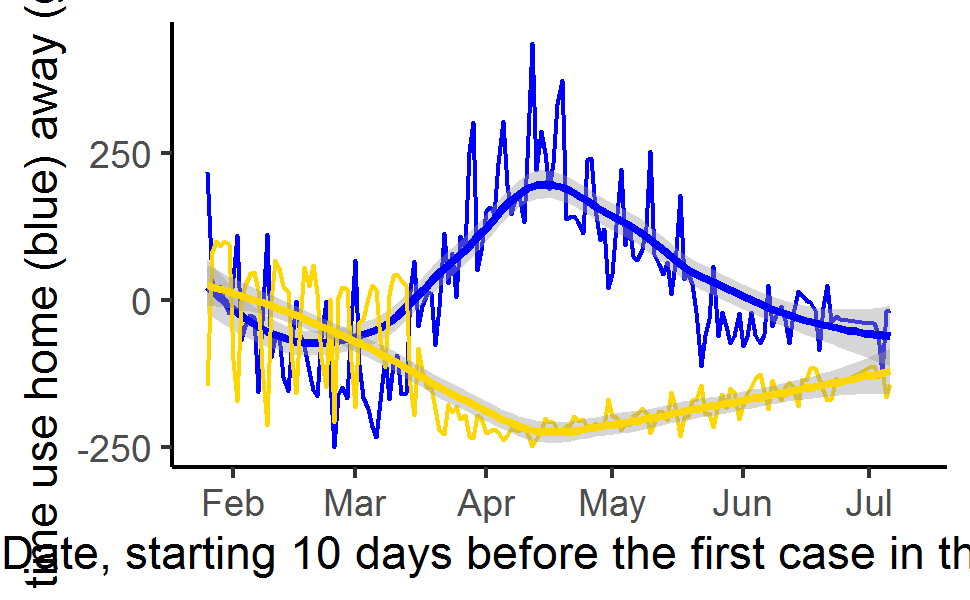 time use home (blue) away (
250
0
-250
Feb Mar Apr May Jun Jul
Date, starting 10 days before the first case in th